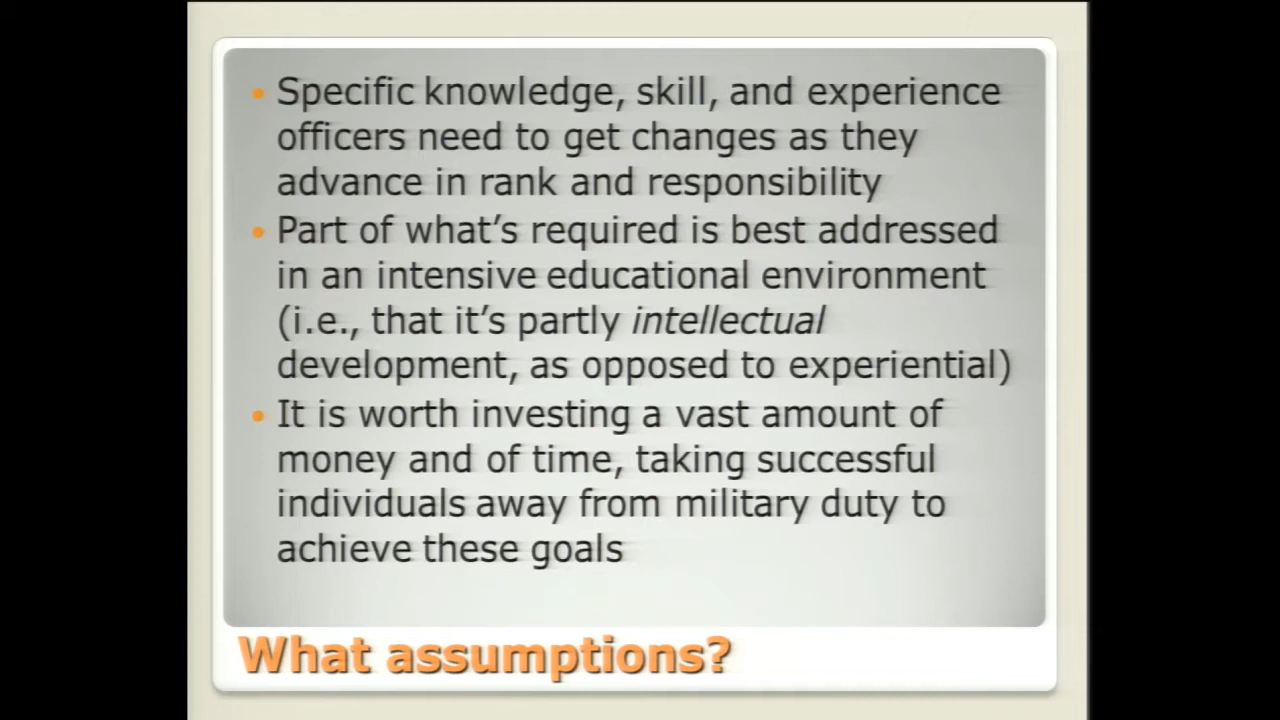 • Specific knowledge, skill, and experience
officers need to get changes as they
advance in rank and responsibility
• Part of what's required is best addressed
in an intensive educational environment
(i.e., that it's partly intellectual
development, as opposed to experiential)
• It is worth investing a vast amount of
money and of time, taking successful
individuals away from military duty to
achieve these goals
What assumptions?